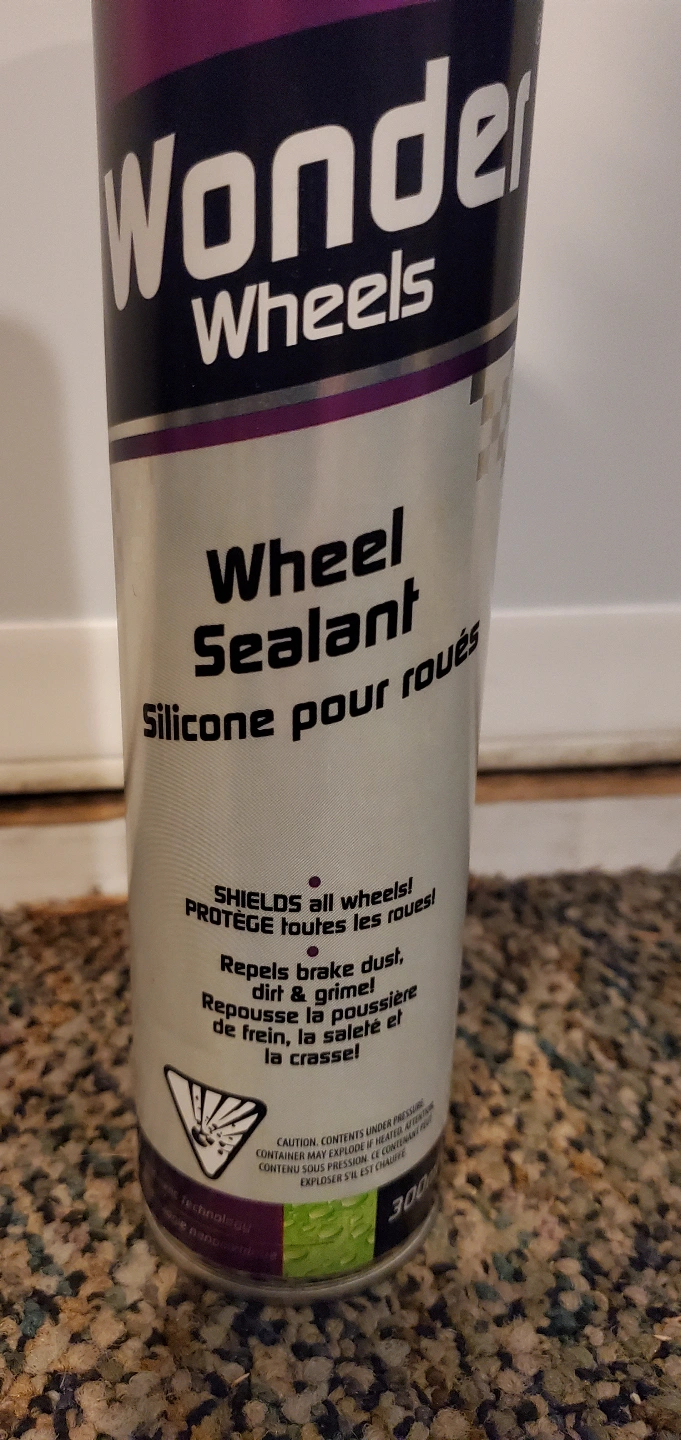 Wonder
Wheels
Wheel
Sealant
Silicone pour roués
SHIELDS all wheels!
PROTÈGE toutes les roues!
Repels brake dust,
dirt & grime!
Repousse la poussière
de frein, la saleté et
la crasse!
CAUTION. CONTENTS UNDER PRESSURE.
CONTAINER MAY EXPLODE IF HEATED. ATTENTION.
CONTENU SOUS PRESSION. CE CONTENANT PEUT
EXPLOSER S'IL EST CHAUFFÉ.
technology
300